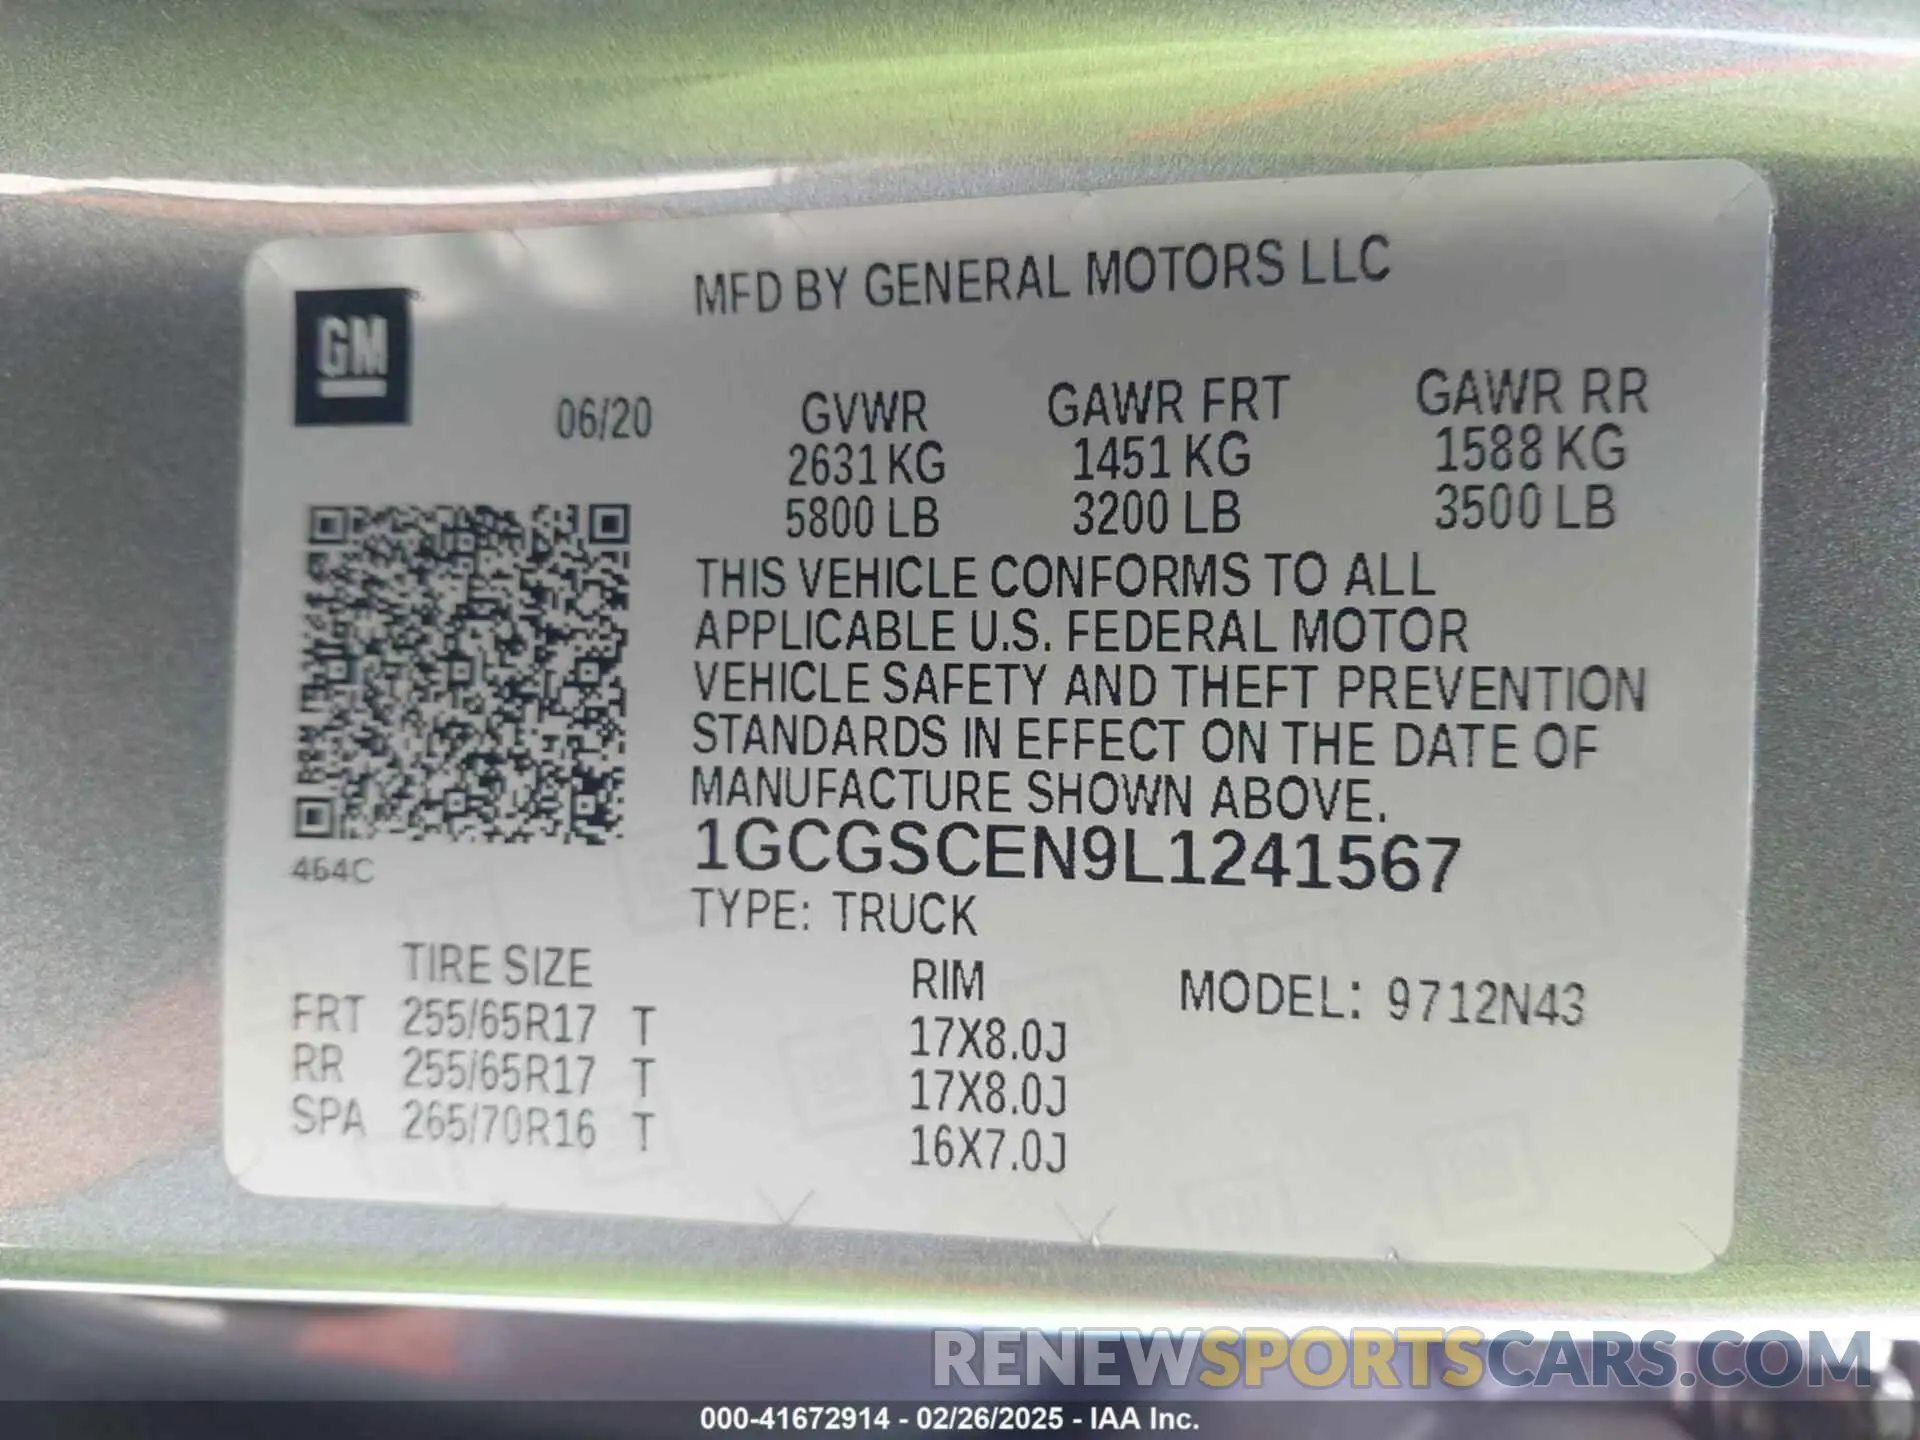 MFD BY GENERAL MOTORS LLC
GM
06/20 GVWR GAWR FRT GAWR RR
2631 KG 1451 KG 1588 KG
5800 LB 3200 LB 3500 LB
THIS VEHICLE CONFORMS TO ALL
APPLICABLE U.S. FEDERAL MOTOR
VEHICLE SAFETY AND THEFT PREVENTION
STANDARDS IN EFFECT ON THE DATE OF
MANUFACTURE SHOWN ABOVE.
464C
1GCGSCEN9L1241567
TYPE: TRUCK
TIRE SIZE RIM MODEL: 9712N43
FRT 255/65R17 T 17X8.0J
RR 255/65R17 T 17X8.0J
SPA 265/70R16 T 16X7.0J
RENEWSPORTSCARS.COM
000-41672914 - 02/26/2025 - IAA Inc.